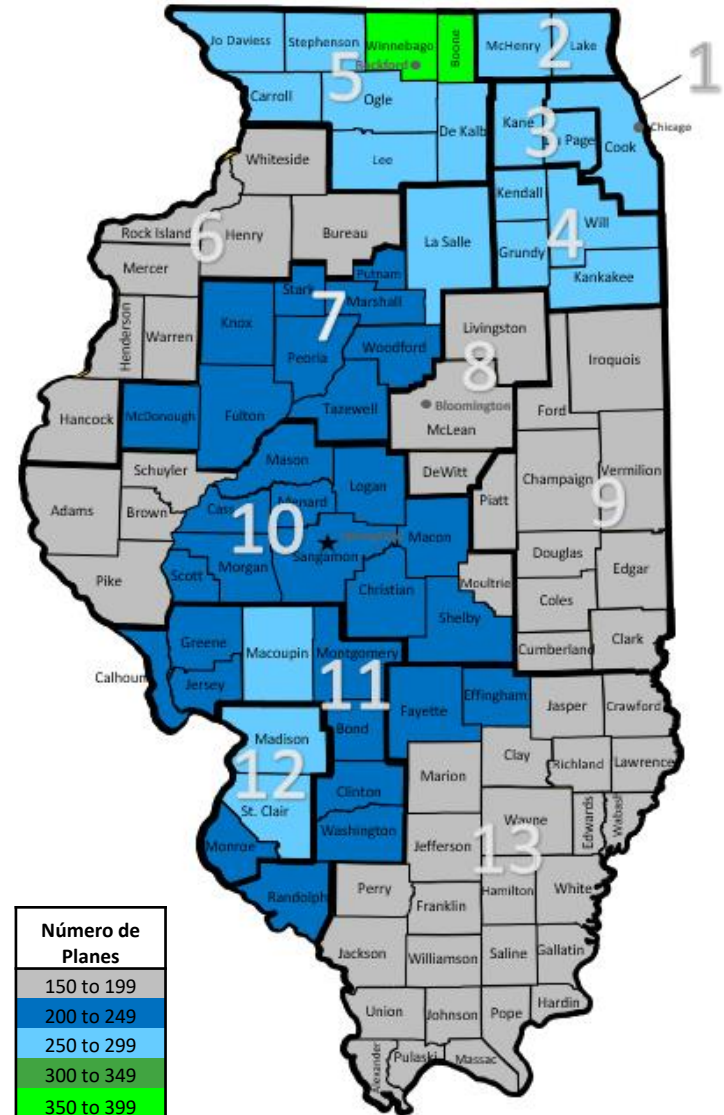 Jo Daviess
Stephenson
Winnebago
Boone
McHenry
Lake
2
Rockford
5
1
Carroll
Ogle
De Kalb
Kane
3
Du Page
Cook
Chicago
Lee
Whiteside
Kendall
Rock Island
6
Henry
Bureau
La Salle
4
Will
Grundy
Mercer
Kankakee
Putnam
Stark
7
Marshall
Henderson
Warren
Knox
Peoria
Woodford
Livingston
8
Iroquois
Hancock
McDonough
Fulton
Tazewell
Bloomington
McLean
Ford
Mason
Schuyler
Logan
DeWitt
Champaign
Vermilion
9
Adams
Brown
Cass
Menard
Piatt
10
Sangamon
Macon
Douglas
Edgar
Pike
Scott
Morgan
Christian
Moultrie
Coles
Shelby
Greene
Macoupin
Montgomery
Cumberland
Clark
Calhoun
Jersey
11
Fayette
Effingham
Jasper
Crawford
Bond
Madison
12
Clay
Richland
Lawrence
Marion
Clinton
St. Clair
Wayne
Edwards
Wabash
Washington
Jefferson
13
Monroe
Perry
Hamilton
White
Randolph
Franklin
Jackson
Williamson
Saline
Gallatin
Union
Johnson
Pope
Hardin
Alexander
Pulaski
Massac
Número de
Planes
150 to 199
200 to 249
250 to 299
300 to 349
350 to 399